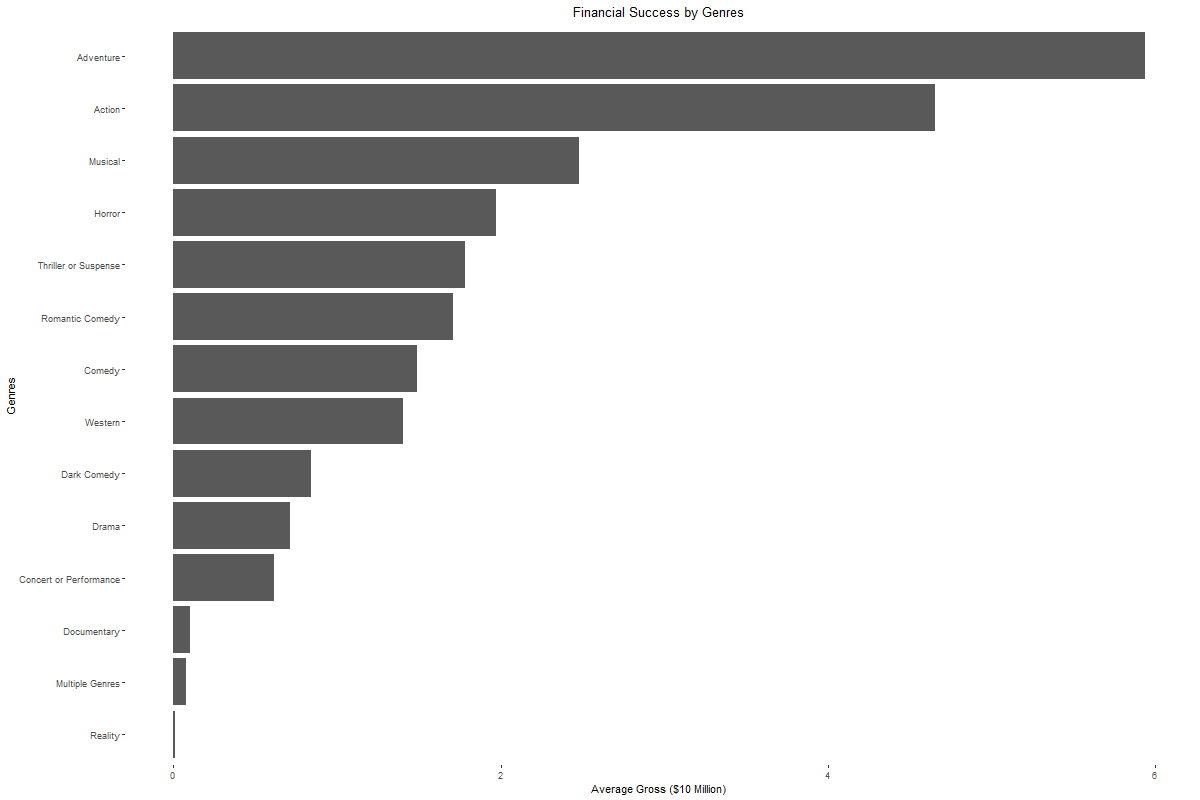 Financial Success by Genres
Adventure
Action
Musical
Horror
Thriller or Suspense
Romantic Comedy
Comedy
Western
Dark Comedy
Drama
Concert or Performance
Documentary
Multiple Genres
Reality
Genres
0 2 4 6
Average Gross ($10 Million)